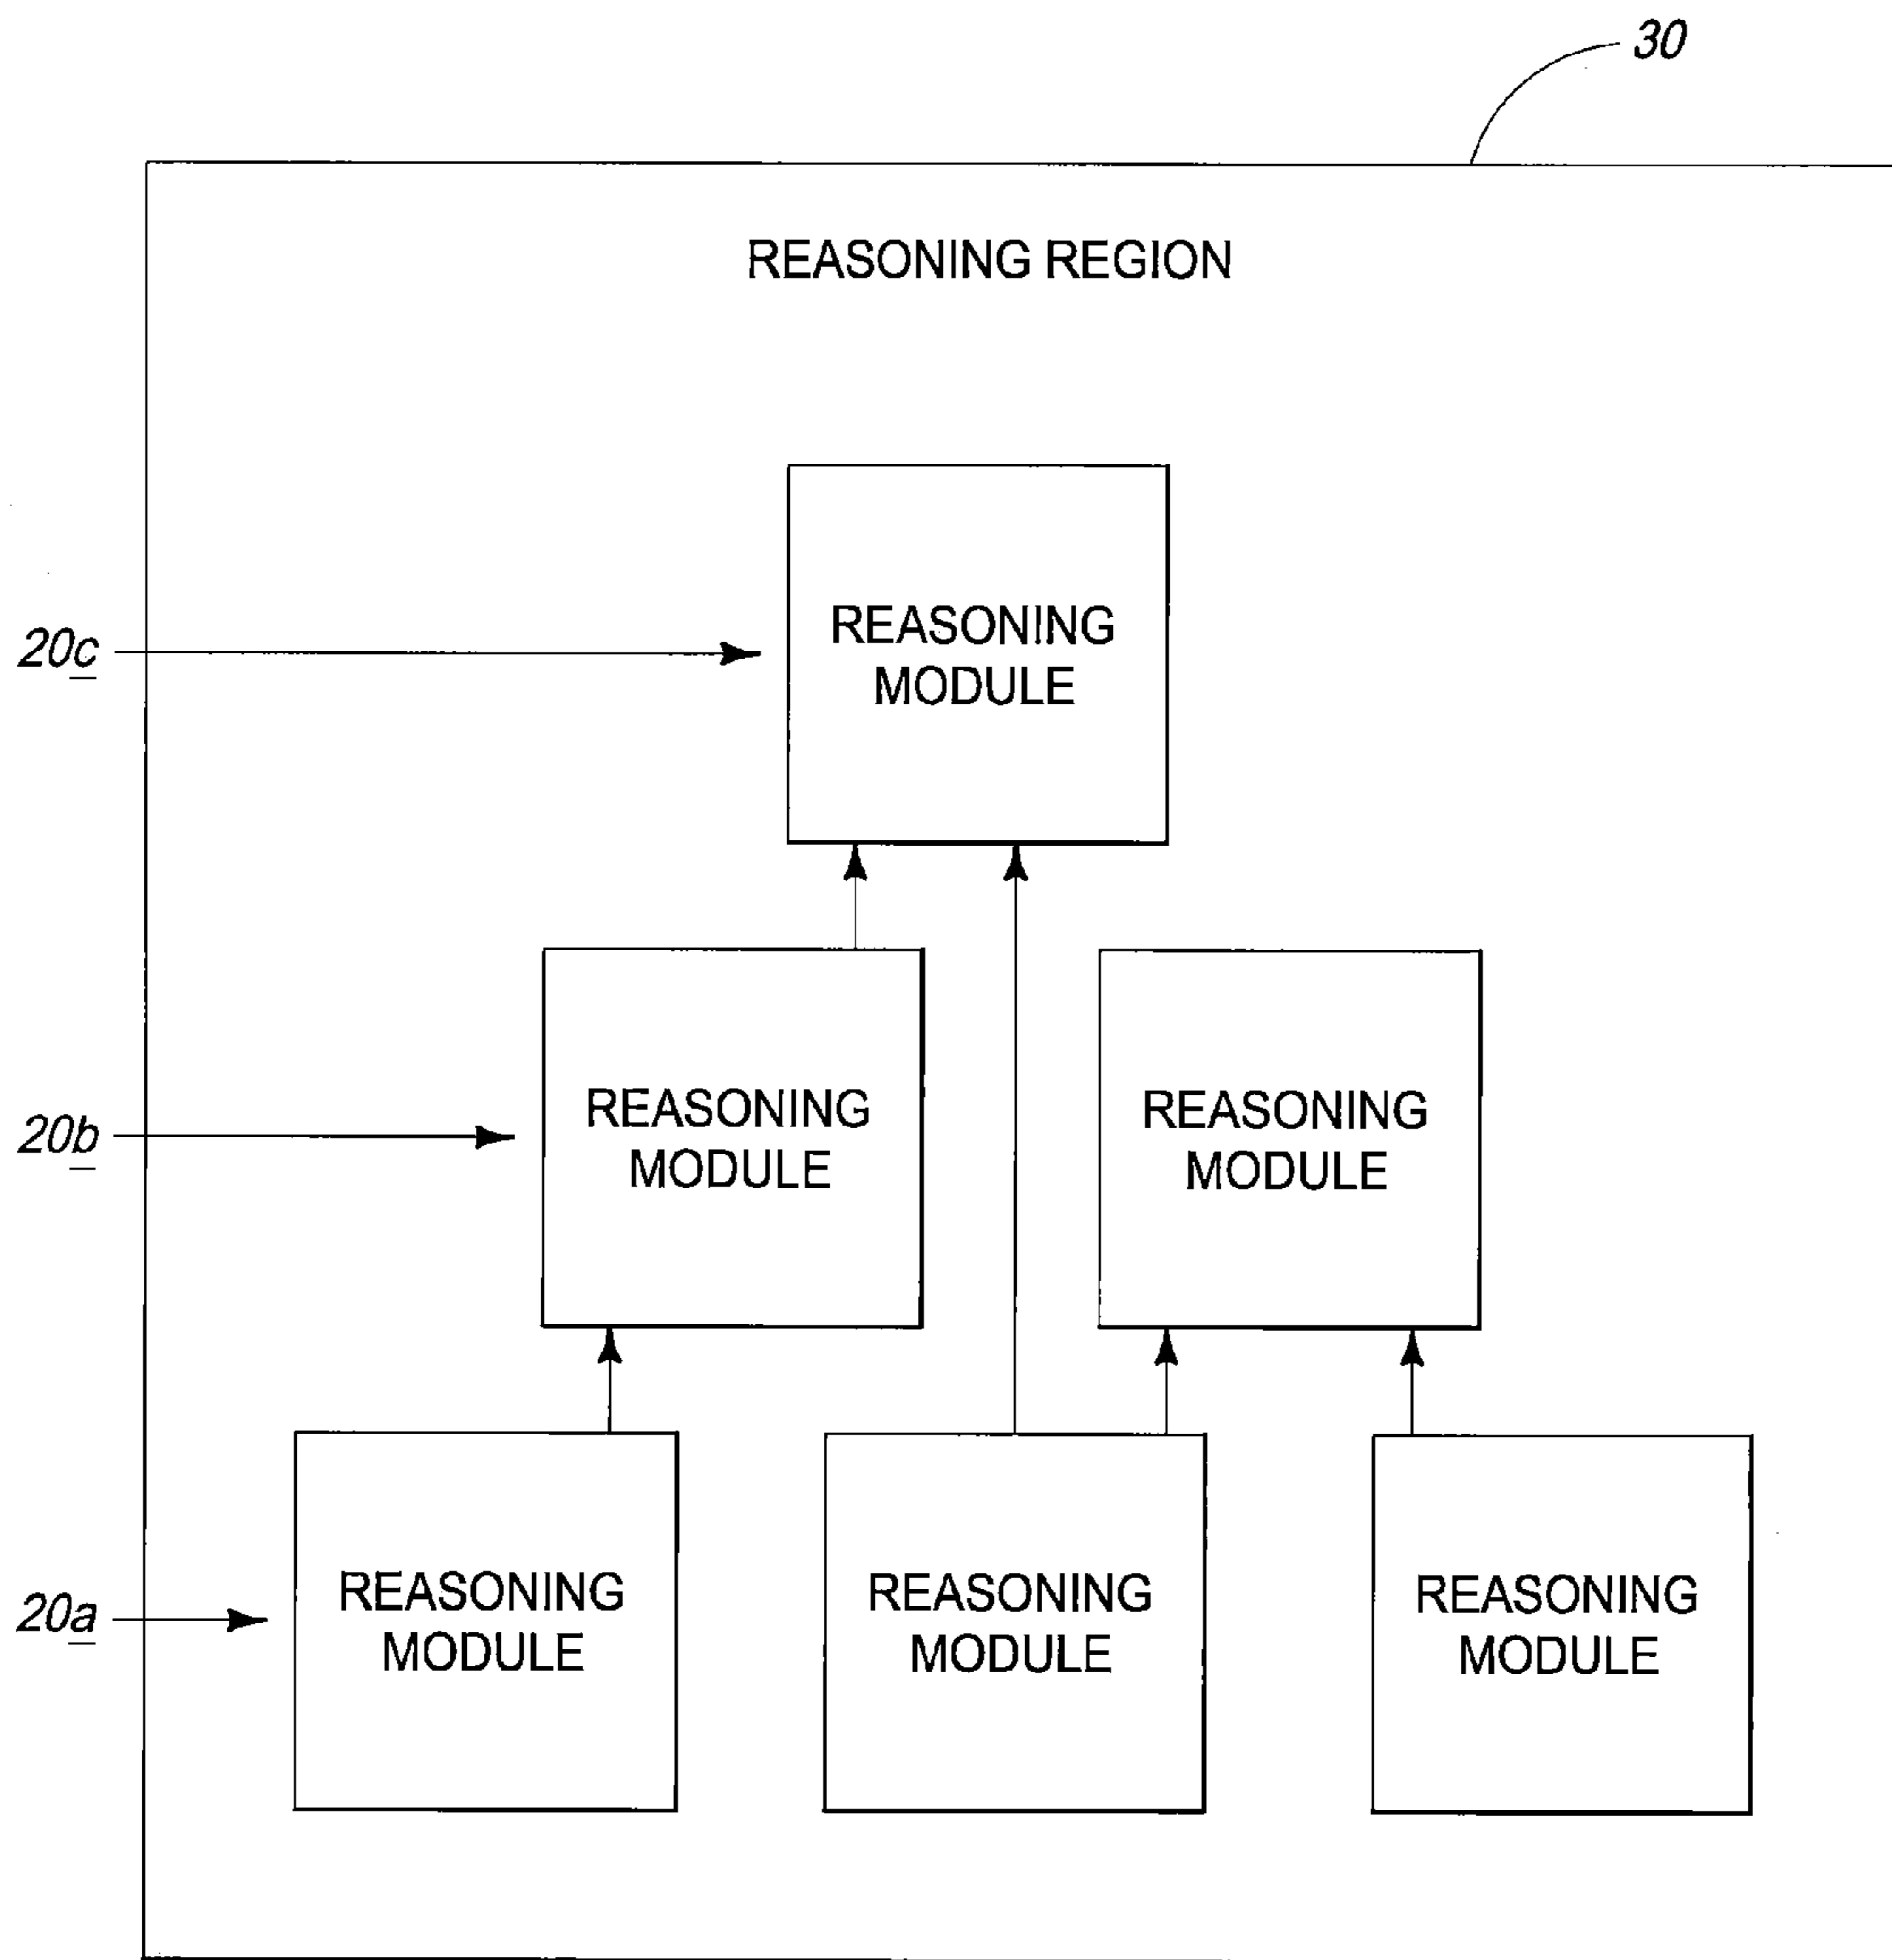 30
REASONING REGION
20c
REASONING
MODULE
20b
REASONING
MODULE
REASONING
MODULE
20a
REASONING
MODULE
REASONING
MODULE
REASONING
MODULE